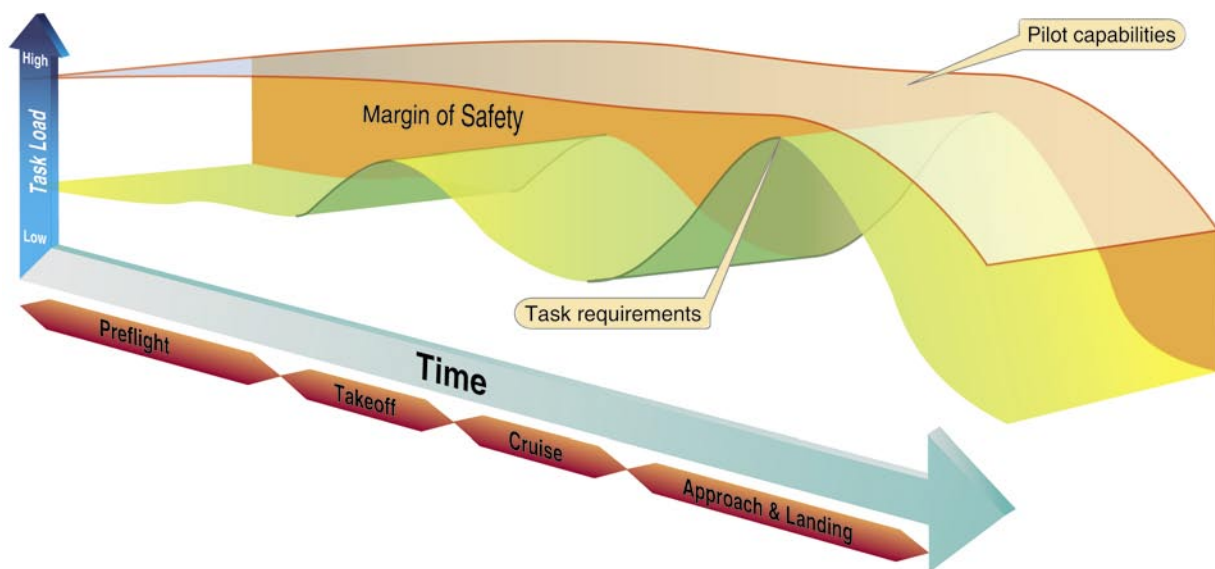 High
Task Load
Low
Pilot capabilities
Margin of Safety
Task requirements
Time
Preflight
Takeoff
Cruise
Approach & Landing